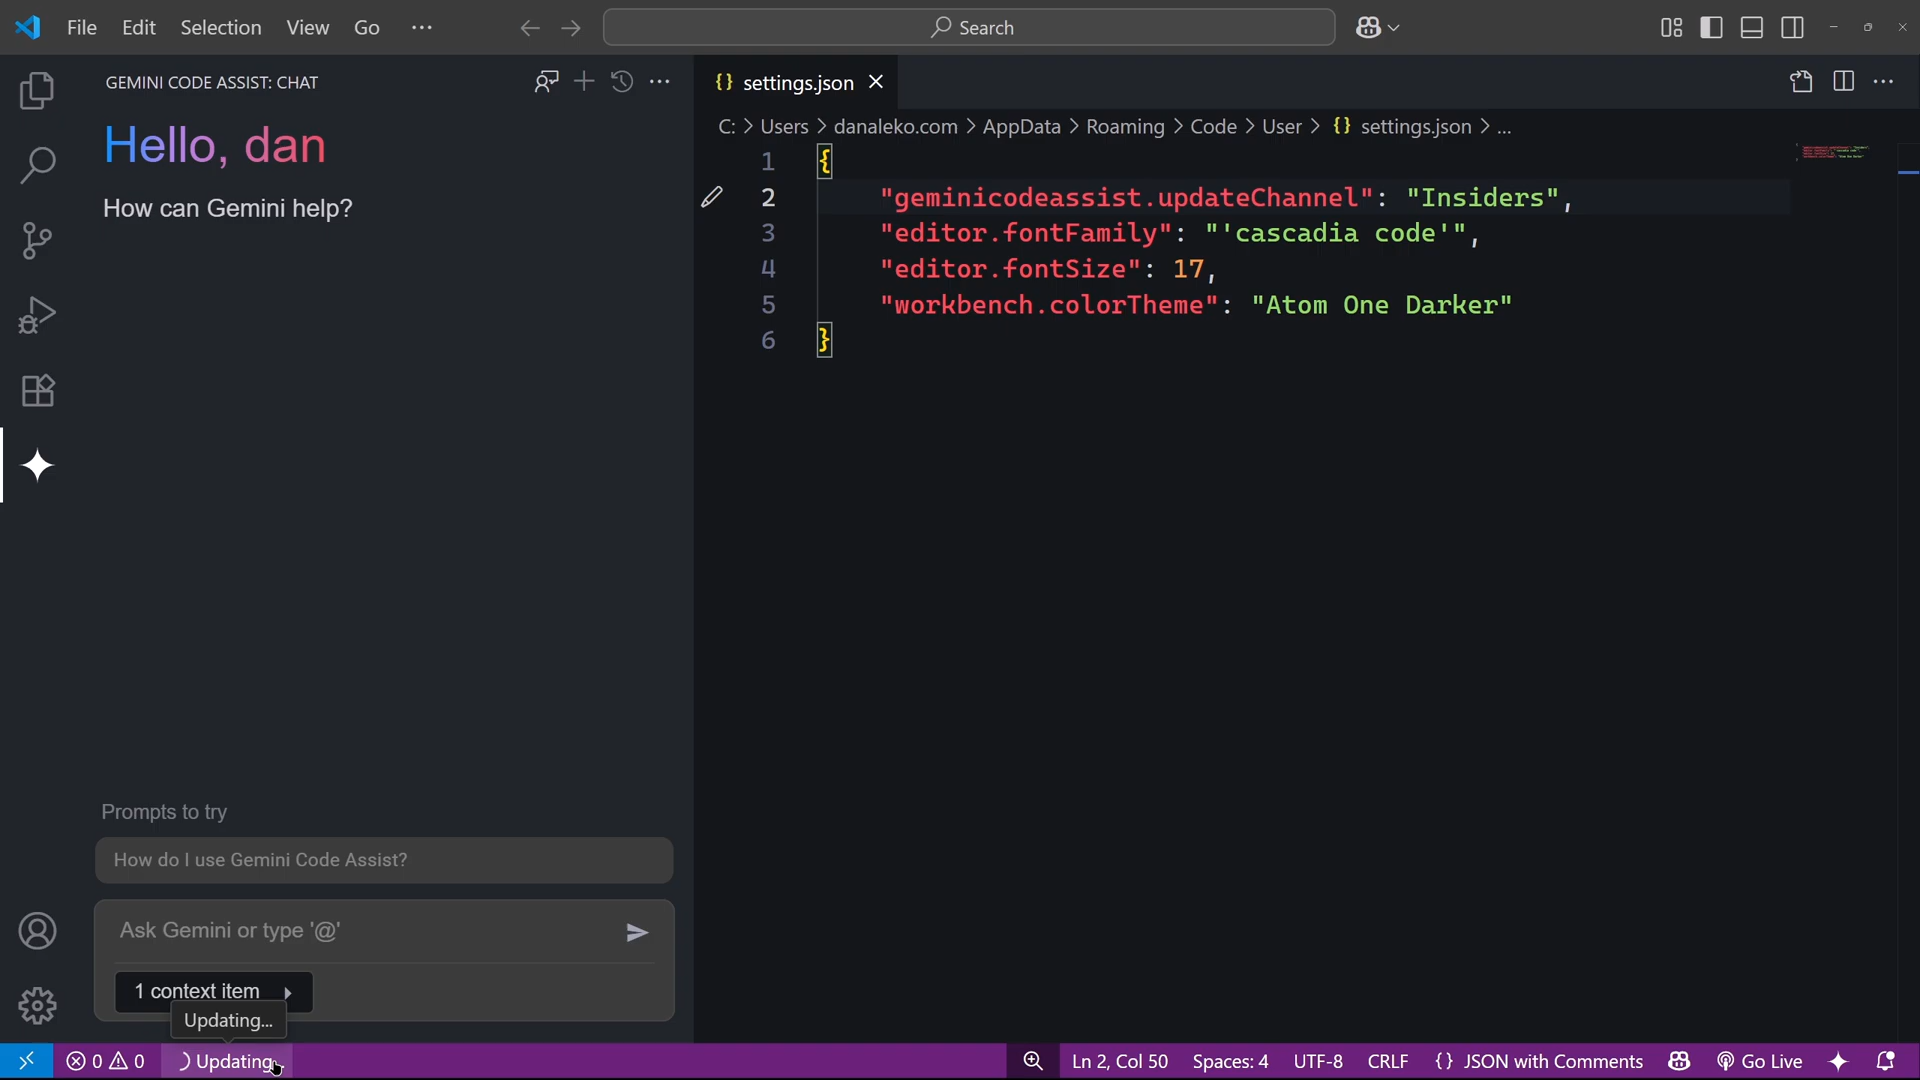 File Edit Selection View Go ··· Search
GEMINI CODE ASSIST: CHAT
Hello, dan
How can Gemini help?
Prompts to try
How do I use Gemini Code Assist?
Ask Gemini or type '@'
1 context item
Updating...
{} settings.json
C: > Users > danaleko.com > AppData > Roaming > Code > User > {} settings.json > ...
1 {
2 "geminicodeassist.updateChannel": "Insiders",
3 "editor.fontFamily": "'cascadia code'",
4 "editor.fontSize": 17,
5 "workbench.colorTheme": "Atom One Darker"
6 }
0 0 Updating... Ln 2, Col 50 Spaces: 4 UTF-8 CRLF {} JSON with Comments Go Live